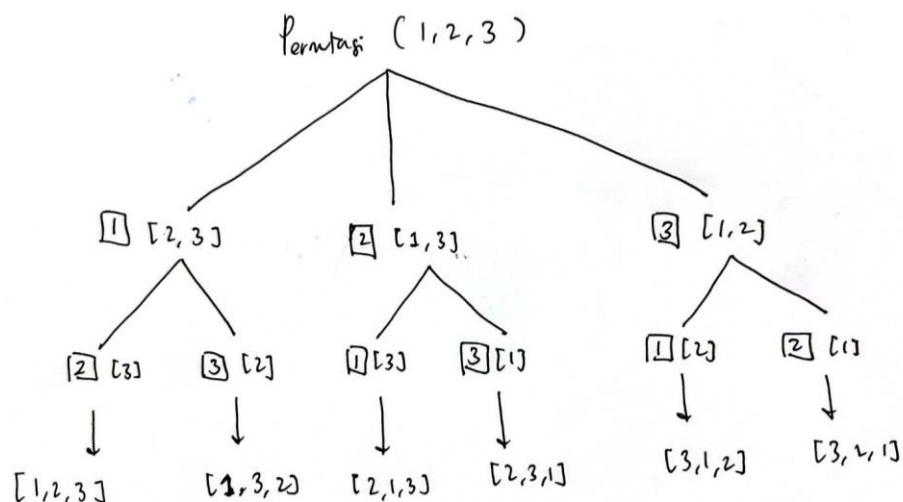 Permutasi (1,2,3)
1 [2,3] 2 [1,3] 3 [1,2]
2 [3] 3 [2] 1 [3] 3 [1] 1 [2] 2 [1]
[1,2,3] [1,3,2] [2,1,3] [2,3,1] [3,1,2] [3,2,1]